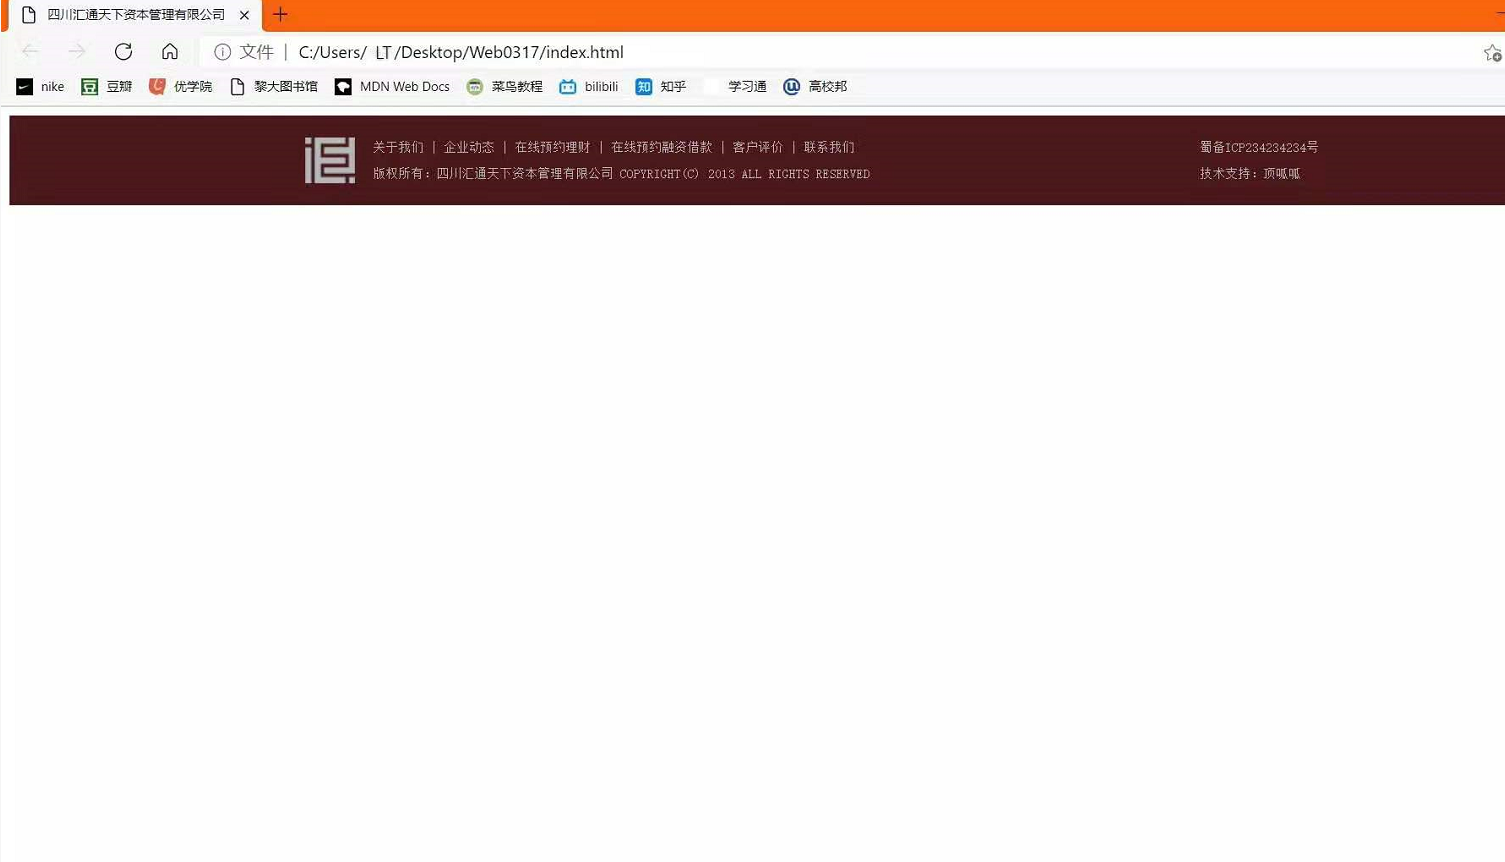 四川汇通天下资本管理有限公司
文件 | C:/Users/ LT/Desktop/Web0317/index.html
nike 豆瓣 优学院 黎大图书馆 MDN Web Docs 菜鸟教程 bilibili 知乎 学习通 高校邦
关于我们 | 企业动态 | 在线预约理财 | 在线预约融资借款 | 客户评价 | 联系我们
蜀备ICP234234234号
版权所有：四川汇通天下资本管理有限公司 COPYRIGHT(C) 2013 ALL RIGHTS RESERVED
技术支持：顶呱呱